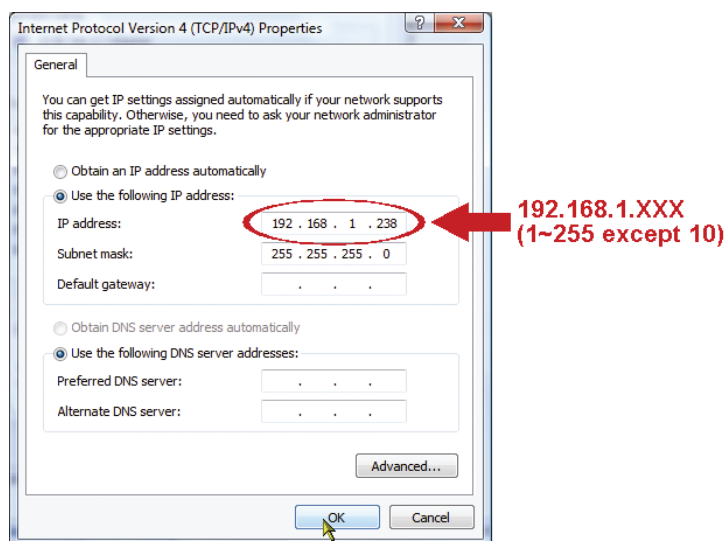 Internet Protocol Version 4 (TCP/IPv4) Properties
General
You can get IP settings assigned automatically if your network supports
this capability. Otherwise, you need to ask your network administrator
for the appropriate IP settings.
Obtain an IP address automatically
Use the following IP address:
IP address: 192 . 168 . 1 . 238
Subnet mask: 255 . 255 . 255 . 0
Default gateway: . . .
192.168.1.XXX
(1~255 except 10)
Obtain DNS server address automatically
Use the following DNS server addresses:
Preferred DNS server: . . .
Alternate DNS server: . . .
Advanced...
OK Cancel